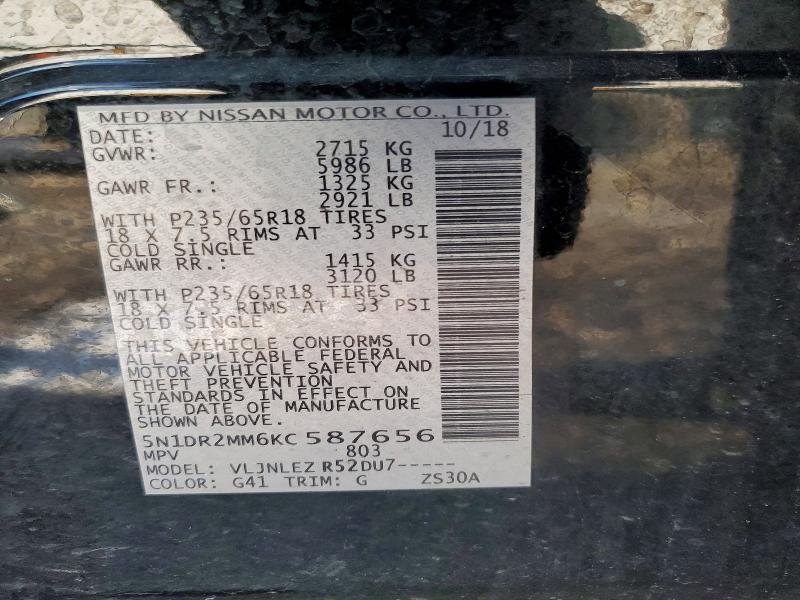 MFD BY NISSAN MOTOR CO., LTD.
DATE: 10/18
GVWR: 2715 KG
5986 LB
GAWR FR.: 1325 KG
2921 LB
WITH P235/65R18 TIRES
18 X 7.5 RIMS AT 33 PSI
COLD SINGLE
GAWR RR.: 1415 KG
3120 LB
WITH P235/65R18 TIRES
18 X 7.5 RIMS AT 33 PSI
COLD SINGLE
THIS VEHICLE CONFORMS TO
ALL APPLICABLE FEDERAL
MOTOR VEHICLE SAFETY AND
THEFT PREVENTION
STANDARDS IN EFFECT ON
THE DATE OF MANUFACTURE
SHOWN ABOVE.
5N1DR2MM6KC 587656
MPV 803
MODEL: VLJNLEZ R52DU7-----
COLOR: G41 TRIM: G ZS30A